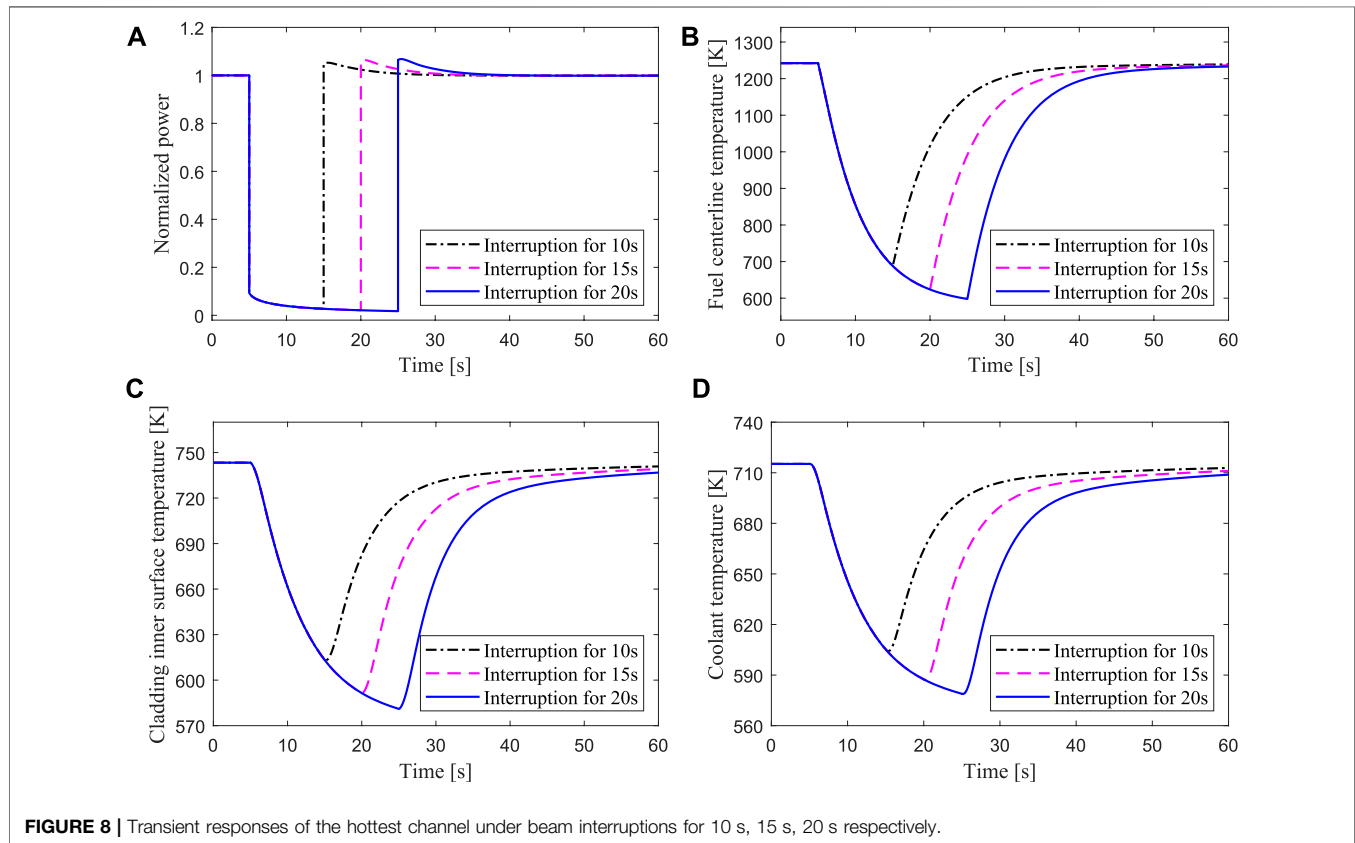 A
Normalized power
1.2
1
0.8
0.6
0.4
0.2
0
0 10 20 30 40 50 60
Time [s]
Interruption for 10s
Interruption for 15s
Interruption for 20s
B
Fuel centerline temperature [K]
1300
1200
1100
1000
900
800
700
600
0 10 20 30 40 50 60
Time [s]
Interruption for 10s
Interruption for 15s
Interruption for 20s
C
Cladding inner surface temperature [K]
750
720
690
660
630
600
570
0 10 20 30 40 50 60
Time [s]
Interruption for 10s
Interruption for 15s
Interruption for 20s
D
Coolant temperature [K]
740
710
680
650
620
590
560
0 10 20 30 40 50 60
Time [s]
Interruption for 10s
Interruption for 15s
Interruption for 20s
FIGURE 8 | Transient responses of the hottest channel under beam interruptions for 10 s, 15 s, 20 s respectively.